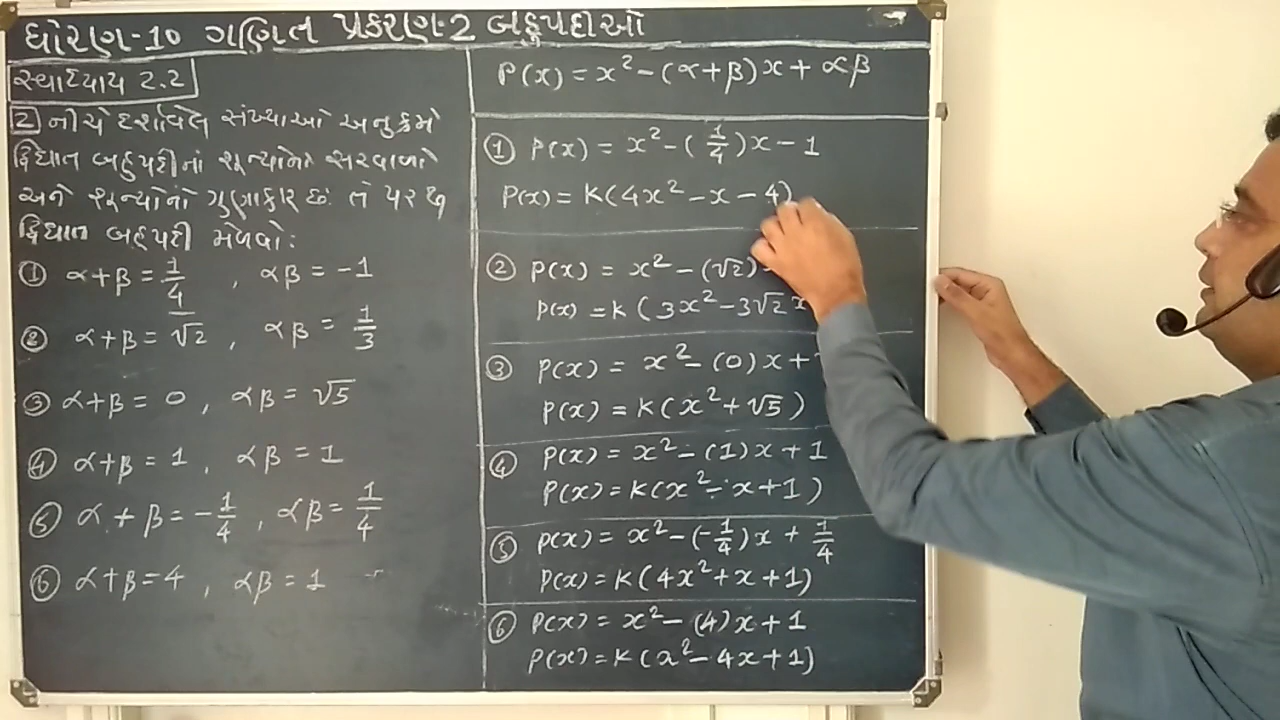 ધોરણ-10 ગણિત પ્રકરણ-2 બહુપદીઓ
સ્વાધ્યાય 2.2
2 નીચે દર્શાવેલ સંખ્યાઓ અનુક્રમે
દ્વિઘાત બહુપદીનાં શૂન્યોનો સરવાળો
અને શૂન્યોનો ગુણાકાર છે. તે પરથી
દ્વિઘાત બહુપદી મેળવો:
① α+β = 1/4 , αβ = -1
② α+β = √2 , αβ = 1/3
③ α+β = 0 , αβ = √5
④ α+β = 1 , αβ = 1
⑤ α + β = -1/4 , αβ = 1/4
⑥ α+β = 4 , αβ = 1
P(x) = x² - (α+β)x + αβ
① P(x) = x² - (1/4)x - 1
P(x) = K(4x² - x - 4)
② P(x) = x² - (√2)
P(x) = K(3x² - 3√2 x
③ P(x) = x² - (0)x +
P(x) = K(x² + √5)
④ P(x) = x² - (1)x + 1
P(x) = K(x² - x + 1)
⑤ P(x) = x² - (-1/4)x + 1/4
P(x) = K(4x² + x + 1)
⑥ P(x) = x² - (4)x + 1
P(x) = K(x² - 4x + 1)